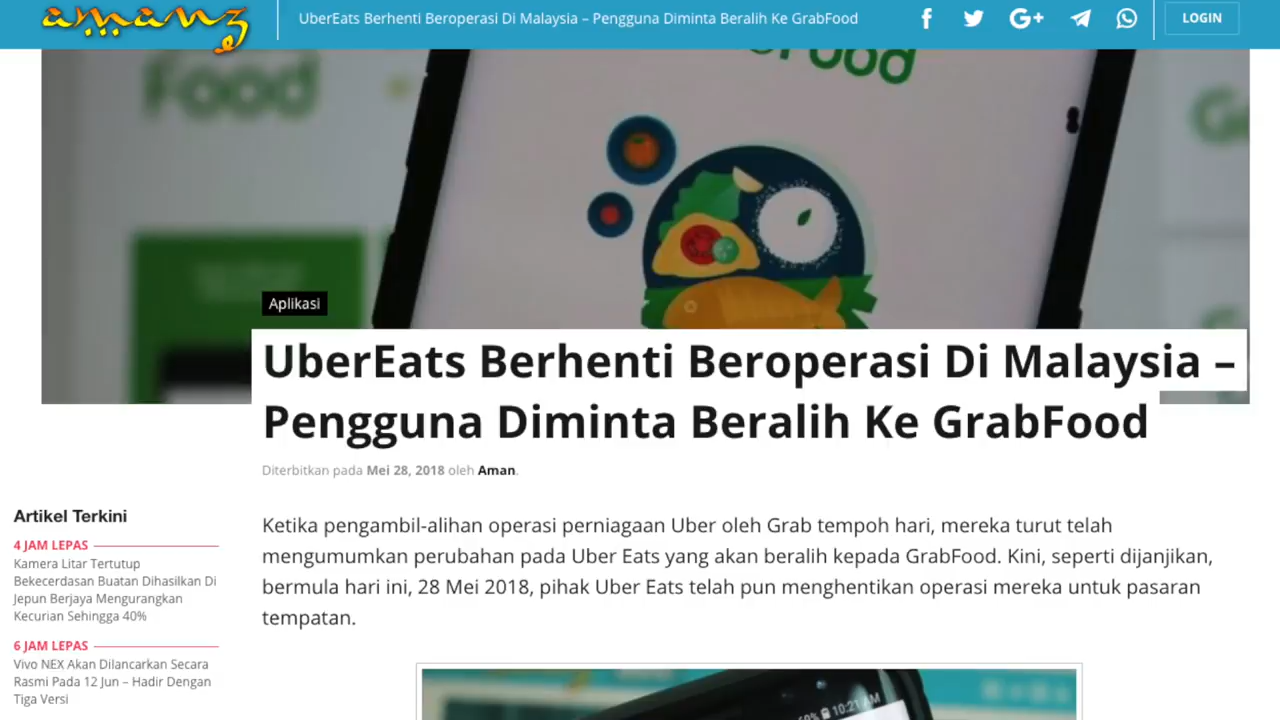 amanz
UberEats Berhenti Beroperasi Di Malaysia – Pengguna Diminta Beralih Ke GrabFood
LOGIN
Food
Food
Aplikasi
UberEats Berhenti Beroperasi Di Malaysia –
Pengguna Diminta Beralih Ke GrabFood
Diterbitkan pada Mei 28, 2018 oleh Aman.
Artikel Terkini
4 JAM LEPAS
Kamera Litar Tertutup
Bekecerdasan Buatan Dihasilkan Di
Jepun Berjaya Mengurangkan
Kecurian Sehingga 40%
6 JAM LEPAS
Vivo NEX Akan Dilancarkan Secara
Rasmi Pada 12 Jun – Hadir Dengan
Tiga Versi
Ketika pengambil-alihan operasi perniagaan Uber oleh Grab tempoh hari, mereka turut telah
mengumumkan perubahan pada Uber Eats yang akan beralih kepada GrabFood. Kini, seperti dijanjikan,
bermula hari ini, 28 Mei 2018, pihak Uber Eats telah pun menghentikan operasi mereka untuk pasaran
tempatan.
10:21 AM